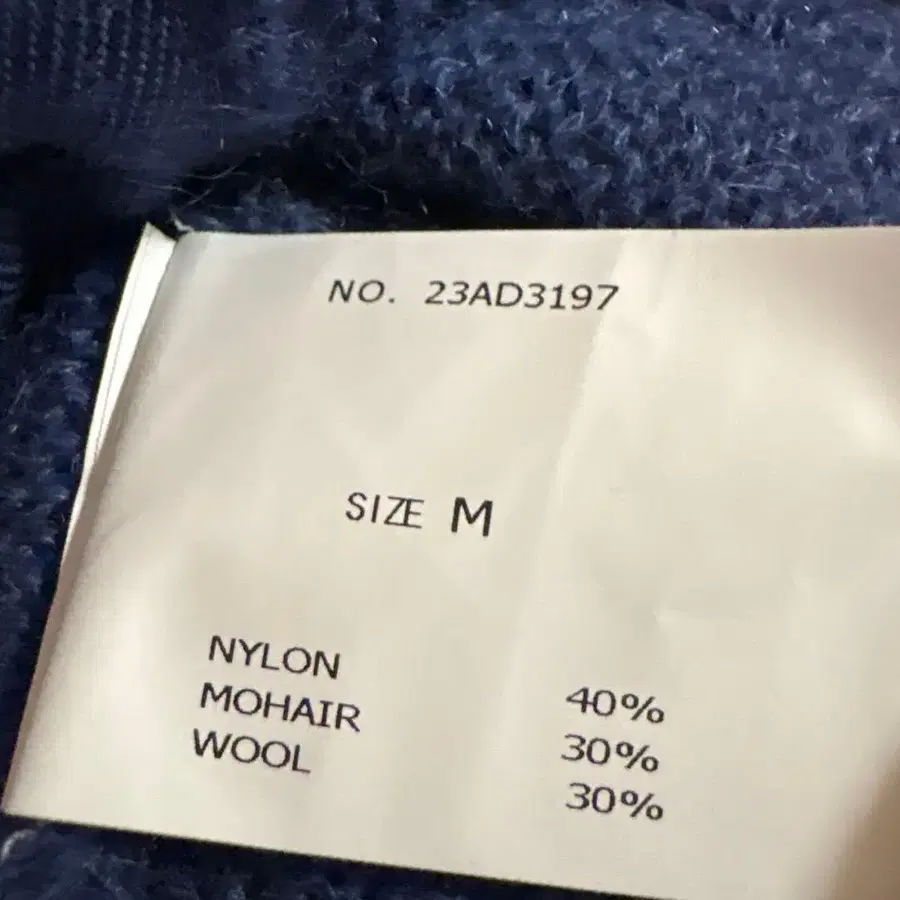 NO. 23AD3197
SIZE M
NYLON 40%
MOHAIR 30%
WOOL 30%